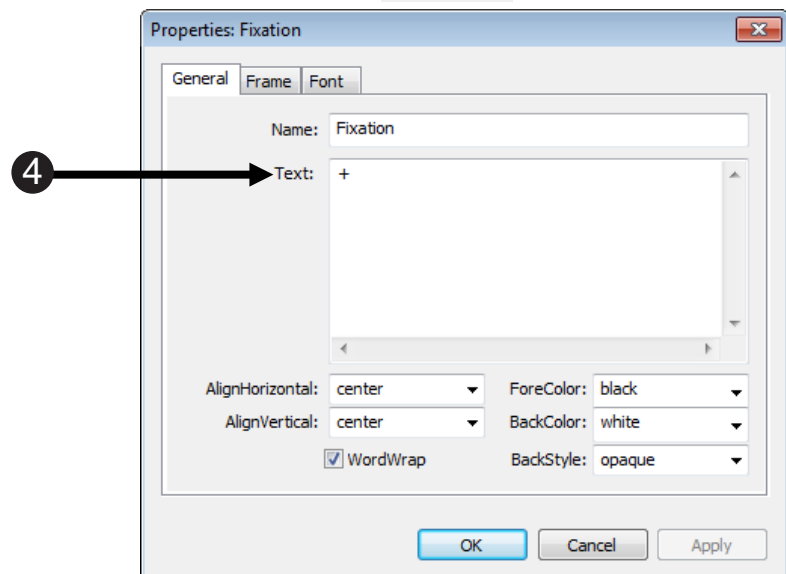 Properties: Fixation
General Frame Font
Name: Fixation
4 Text: +
AlignHorizontal: center ForeColor: black
AlignVertical: center BackColor: white
WordWrap BackStyle: opaque
OK Cancel Apply